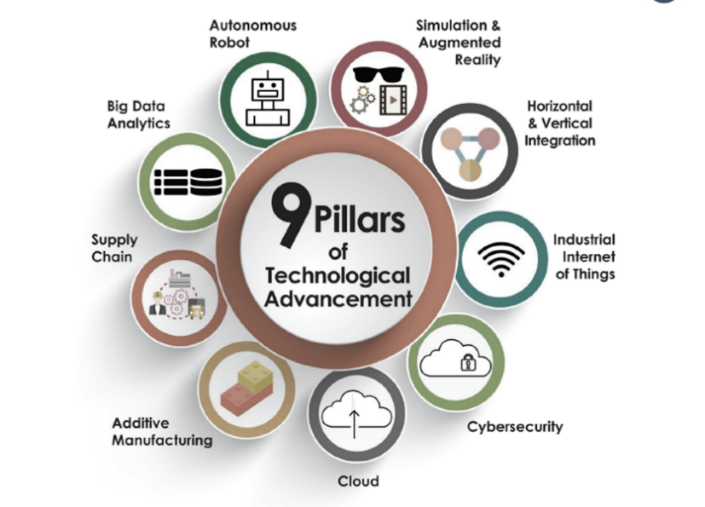 Autonomous
Robot
Simulation &
Augmented
Reality
Big Data
Analytics
Horizontal
& Vertical
Integration
9 Pillars
of
Technological
Advancement
Supply
Chain
Industrial
Internet
of Things
Additive
Manufacturing
Cybersecurity
Cloud